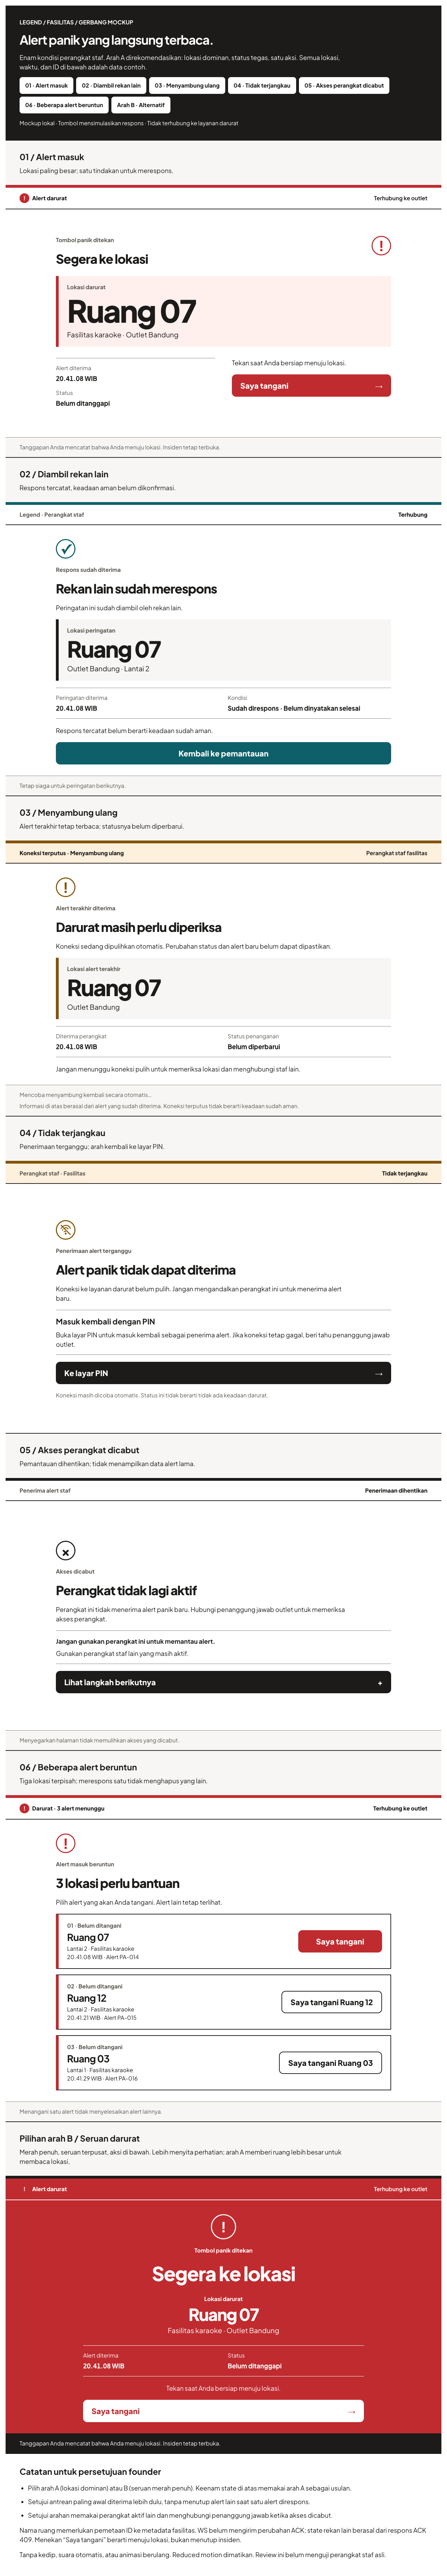 LEGEND / FASILITAS / GERBANG MOCKUP
Alert panik yang langsung terbaca.
Enam kondisi perangkat staf. Arah A direkomendasikan: lokasi dominan, status tegas, satu aksi. Semua lokasi,
waktu, dan ID di bawah adalah data contoh.
01 · Alert masuk
02 · Diambil rekan lain
03 · Menyambung ulang
04 · Tidak terjangkau
05 · Akses perangkat dicabut
06 · Beberapa alert beruntun
Arah B · Alternatif
Mockup lokal · Tombol mensimulasikan respons · Tidak terhubung ke layanan darurat
01 / Alert masuk
Lokasi paling besar; satu tindakan untuk merespons.
! Alert darurat
Terhubung ke outlet
Tombol panik ditekan
Segera ke lokasi
!
Lokasi darurat
Ruang 07
Fasilitas karaoke · Outlet Bandung
Alert diterima
20.41.08 WIB
Status
Belum ditanggapi
Tekan saat Anda bersiap menuju lokasi.
Saya tangani →
Tanggapan Anda mencatat bahwa Anda menuju lokasi. Insiden tetap terbuka.
02 / Diambil rekan lain
Respons tercatat, keadaan aman belum dikonfirmasi.
Legend · Perangkat staf
Terhubung
✓
Respons sudah diterima
Rekan lain sudah merespons
Peringatan ini sudah diambil oleh rekan lain.
Lokasi peringatan
Ruang 07
Outlet Bandung · Lantai 2
Peringatan diterima
20.41.08 WIB
Kondisi
Sudah direspons · Belum dinyatakan selesai
Respons tercatat belum berarti keadaan sudah aman.
Kembali ke pemantauan
Tetap siaga untuk peringatan berikutnya.
03 / Menyambung ulang
Alert terakhir tetap terbaca; statusnya belum diperbarui.
Koneksi terputus · Menyambung ulang
Perangkat staf fasilitas
!
Alert terakhir diterima
Darurat masih perlu diperiksa
Koneksi sedang dipulihkan otomatis. Perubahan status dan alert baru belum dapat dipastikan.
Lokasi alert terakhir
Ruang 07
Outlet Bandung
Diterima perangkat
20.41.08 WIB
Status penanganan
Belum diperbarui
Jangan menunggu koneksi pulih untuk memeriksa lokasi dan menghubungi staf lain.
Mencoba menyambung kembali secara otomatis…
Informasi di atas berasal dari alert yang sudah diterima. Koneksi terputus tidak berarti keadaan sudah aman.
04 / Tidak terjangkau
Penerimaan terganggu; arah kembali ke layar PIN.
Perangkat staf · Fasilitas
Tidak terjangkau
Penerimaan alert terganggu
Alert panik tidak dapat diterima
Koneksi ke layanan darurat belum pulih. Jangan mengandalkan perangkat ini untuk menerima alert
baru.
Masuk kembali dengan PIN
Buka layar PIN untuk masuk kembali sebagai penerima alert. Jika koneksi tetap gagal, beri tahu penanggung jawab
outlet.
Ke layar PIN →
Koneksi masih dicoba otomatis. Status ini tidak berarti tidak ada keadaan darurat.
05 / Akses perangkat dicabut
Pemantauan dihentikan; tidak menampilkan data alert lama.
Penerima alert staf
Penerimaan dihentikan
×
Akses dicabut
Perangkat tidak lagi aktif
Perangkat ini tidak menerima alert panik baru. Hubungi penanggung jawab outlet untuk memeriksa
akses perangkat.
Jangan gunakan perangkat ini untuk memantau alert.
Gunakan perangkat staf lain yang masih aktif.
Lihat langkah berikutnya +
Menyegarkan halaman tidak memulihkan akses yang dicabut.
06 / Beberapa alert beruntun
Tiga lokasi terpisah; merespons satu tidak menghapus yang lain.
! Darurat · 3 alert menunggu
Terhubung ke outlet
!
Alert masuk beruntun
3 lokasi perlu bantuan
Pilih alert yang akan Anda tangani. Alert lain tetap terlihat.
01 · Belum ditangani
Ruang 07
Lantai 2 · Fasilitas karaoke
20.41.08 WIB · Alert PA-014
Saya tangani
02 · Belum ditangani
Ruang 12
Lantai 2 · Fasilitas karaoke
20.41.21 WIB · Alert PA-015
Saya tangani Ruang 12
03 · Belum ditangani
Ruang 03
Lantai 1 · Fasilitas karaoke
20.41.29 WIB · Alert PA-016
Saya tangani Ruang 03
Menangani satu alert tidak menyelesaikan alert lainnya.
Pilihan arah B / Seruan darurat
Merah penuh, seruan terpusat, aksi di bawah. Lebih menyita perhatian; arah A memberi ruang lebih besar untuk
membaca lokasi.
! Alert darurat
Terhubung ke outlet
!
Tombol panik ditekan
Segera ke lokasi
Lokasi darurat
Ruang 07
Fasilitas karaoke · Outlet Bandung
Alert diterima
20.41.08 WIB
Status
Belum ditanggapi
Tekan saat Anda bersiap menuju lokasi.
Saya tangani →
Tanggapan Anda mencatat bahwa Anda menuju lokasi. Insiden tetap terbuka.
Catatan untuk persetujuan founder
• Pilih arah A (lokasi dominan) atau B (seruan merah penuh). Keenam state di atas memakai arah A sebagai usulan.
• Setujui antrean paling awal diterima lebih dulu, tanpa menutup alert lain saat satu alert direspons.
• Setujui arahan memakai perangkat aktif lain dan menghubungi penanggung jawab ketika akses dicabut.
Nama ruang memerlukan pemetaan ID ke metadata fasilitas. WS belum mengirim perubahan ACK; state rekan lain berasal dari respons ACK
409. Menekan “Saya tangani” berarti menuju lokasi, bukan menutup insiden.
Tanpa kedip, suara otomatis, atau animasi berulang. Reduced motion dimatikan. Review ini belum menguji perangkat staf asli.